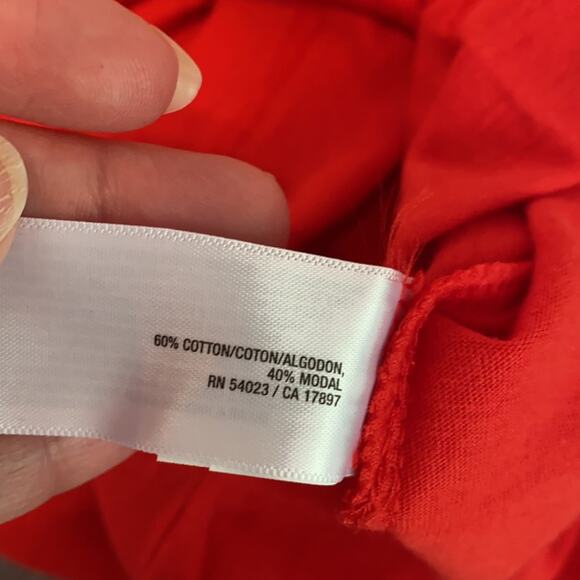 60% COTTON/COTON/ALGODON,
40% MODAL
RN 54023 / CA 17897